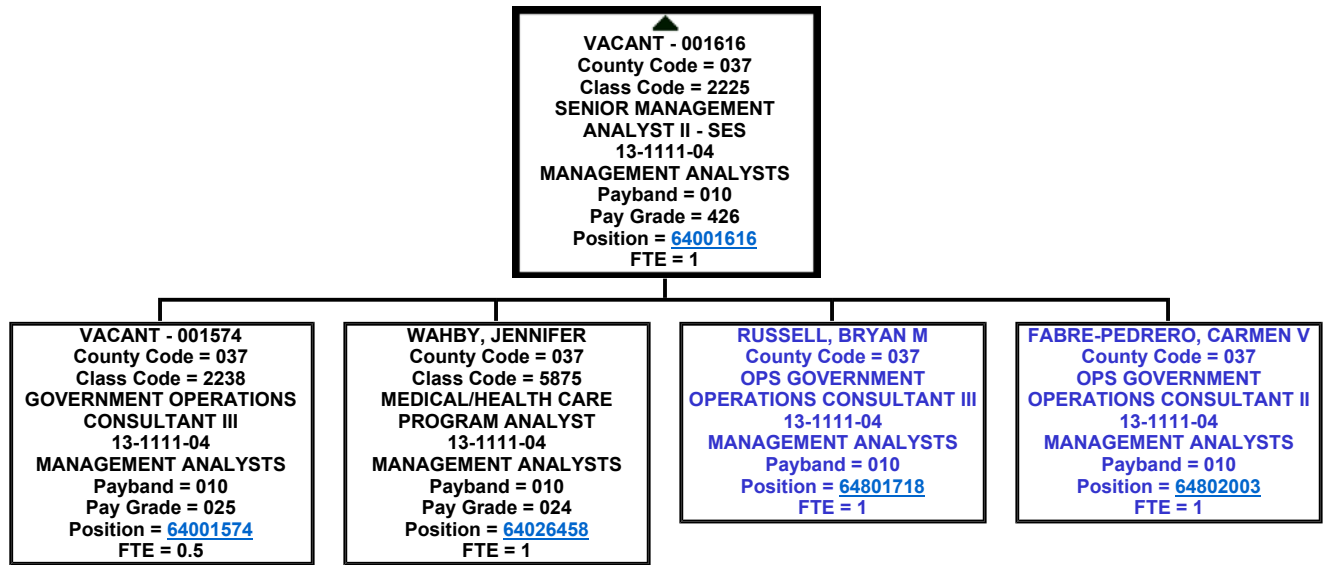 VACANT - 001616
County Code = 037
Class Code = 2225
SENIOR MANAGEMENT
ANALYST II - SES
13-1111-04
MANAGEMENT ANALYSTS
Payband = 010
Pay Grade = 426
Position = 64001616
FTE = 1
VACANT - 001574
County Code = 037
Class Code = 2238
GOVERNMENT OPERATIONS
CONSULTANT III
13-1111-04
MANAGEMENT ANALYSTS
Payband = 010
Pay Grade = 025
Position = 64001574
FTE = 0.5
WAHBY, JENNIFER
County Code = 037
Class Code = 5875
MEDICAL/HEALTH CARE
PROGRAM ANALYST
13-1111-04
MANAGEMENT ANALYSTS
Payband = 010
Pay Grade = 024
Position = 64026458
FTE = 1
RUSSELL, BRYAN M
County Code = 037
OPS GOVERNMENT
OPERATIONS CONSULTANT III
13-1111-04
MANAGEMENT ANALYSTS
Payband = 010
Position = 64801718
FTE = 1
FABRE-PEDRERO, CARMEN V
County Code = 037
OPS GOVERNMENT
OPERATIONS CONSULTANT II
13-1111-04
MANAGEMENT ANALYSTS
Payband = 010
Position = 64802003
FTE = 1